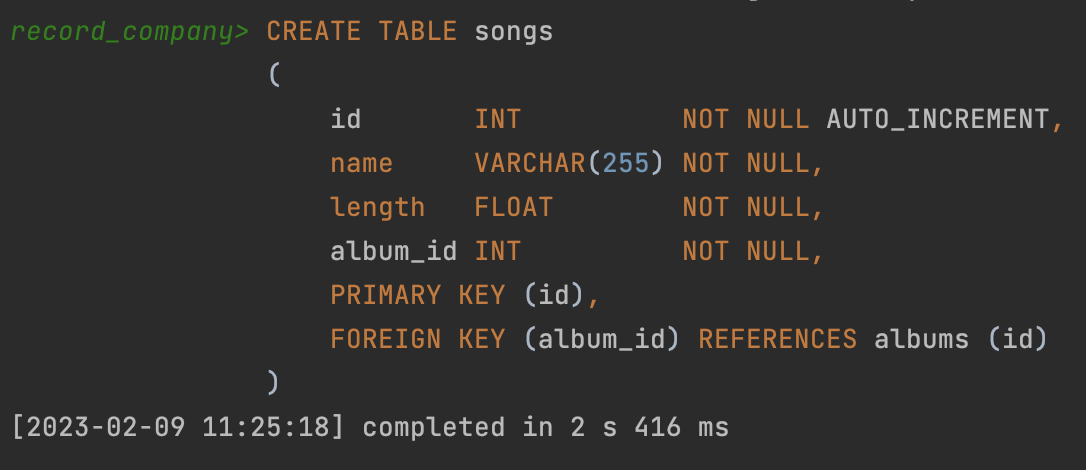 record_company> CREATE TABLE songs
(
id INT NOT NULL AUTO_INCREMENT,
name VARCHAR(255) NOT NULL,
length FLOAT NOT NULL,
album_id INT NOT NULL,
PRIMARY KEY (id),
FOREIGN KEY (album_id) REFERENCES albums (id)
)
[2023-02-09 11:25:18] completed in 2 s 416 ms